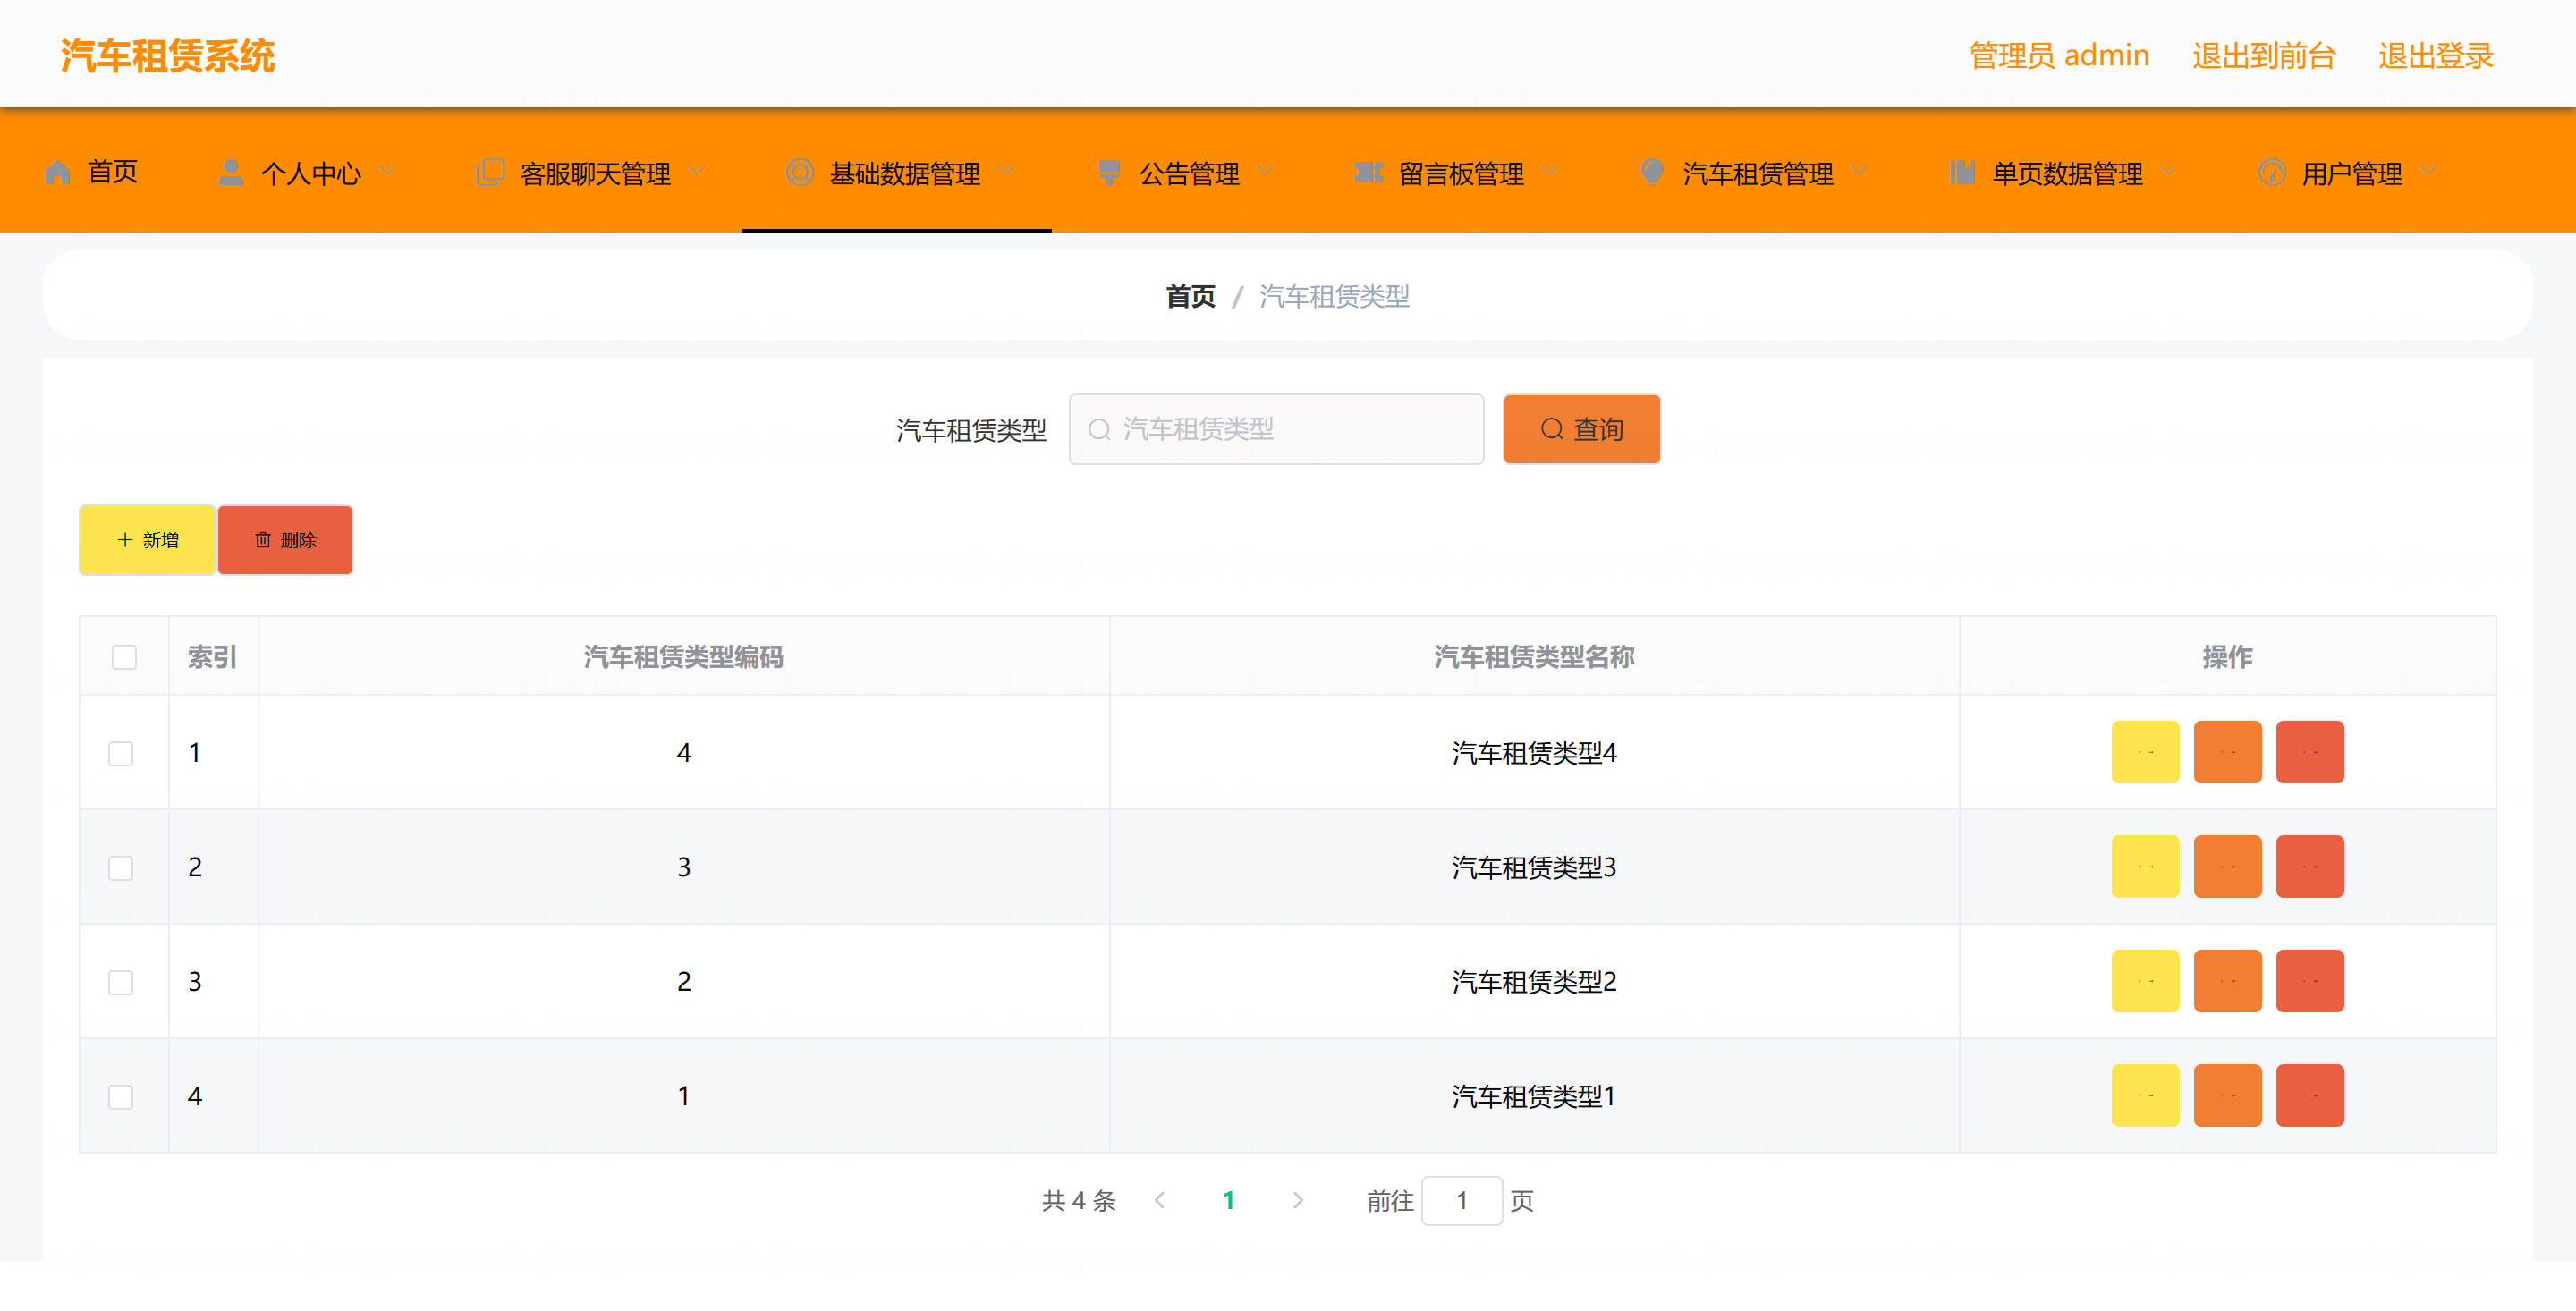 汽车租赁系统 管理员 admin 退出到前台 退出登录
首页 个人中心 客服聊天管理 基础数据管理 公告管理 留言板管理 汽车租赁管理 单页数据管理 用户管理
首页 / 汽车租赁类型
汽车租赁类型 汽车租赁类型 查询
新增 删除
索引 汽车租赁类型编码 汽车租赁类型名称 操作
1 4 汽车租赁类型4
2 3 汽车租赁类型3
3 2 汽车租赁类型2
4 1 汽车租赁类型1
共 4 条 1 前往 1 页